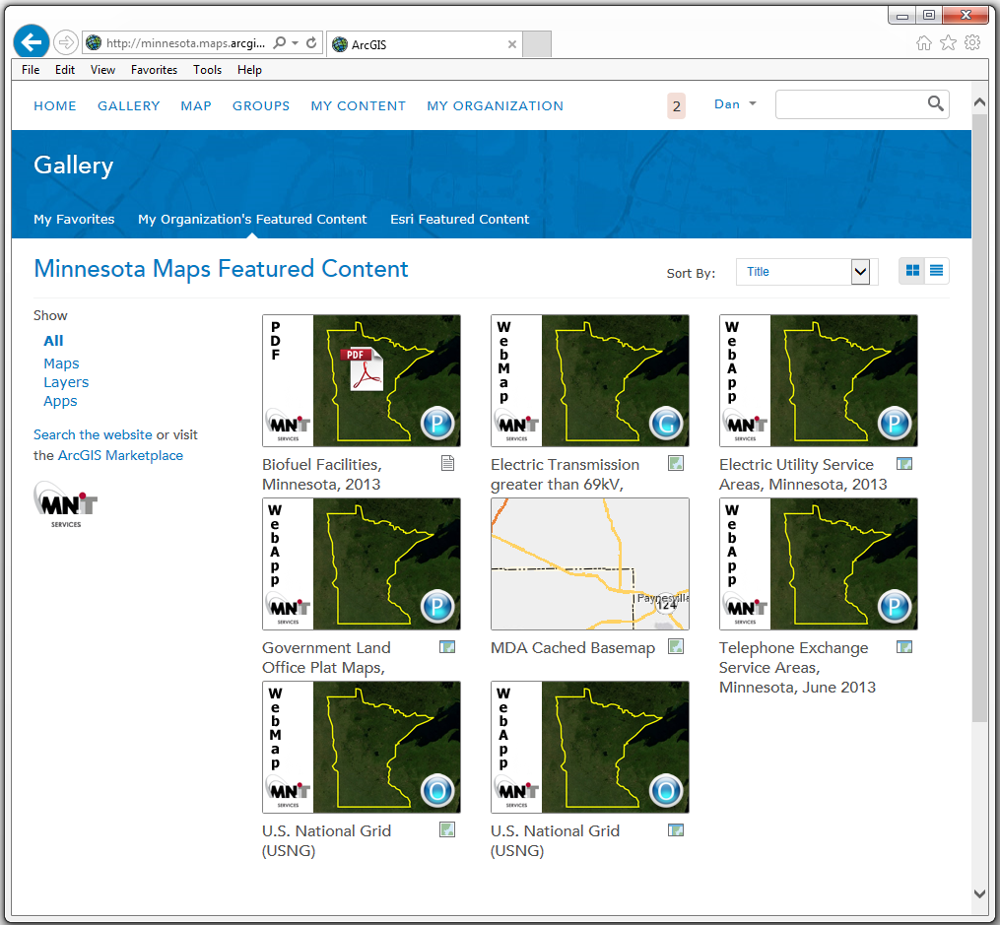 http://minnesota.maps.arcgi...
ArcGIS
File Edit View Favorites Tools Help
HOME GALLERY MAP GROUPS MY CONTENT MY ORGANIZATION 2 Dan
Gallery
My Favorites My Organization's Featured Content Esri Featured Content
Minnesota Maps Featured Content
Sort By: Title
Show
All
Maps
Layers
Apps
Search the website or visit
the ArcGIS Marketplace
MNIT
SERVICES
PDF
PDF
MNIT
SERVICES
P
Biofuel Facilities,
Minnesota, 2013
WebMap
MNIT
SERVICES
G
Electric Transmission
greater than 69kV,
WebApp
MNIT
SERVICES
P
Electric Utility Service
Areas, Minnesota, 2013
WebApp
MNIT
SERVICES
P
Government Land
Office Plat Maps,
Paynesville
124
MDA Cached Basemap
WebApp
MNIT
SERVICES
P
Telephone Exchange
Service Areas,
Minnesota, June 2013
WebMap
MNIT
SERVICES
O
U.S. National Grid
(USNG)
WebApp
MNIT
SERVICES
O
U.S. National Grid
(USNG)